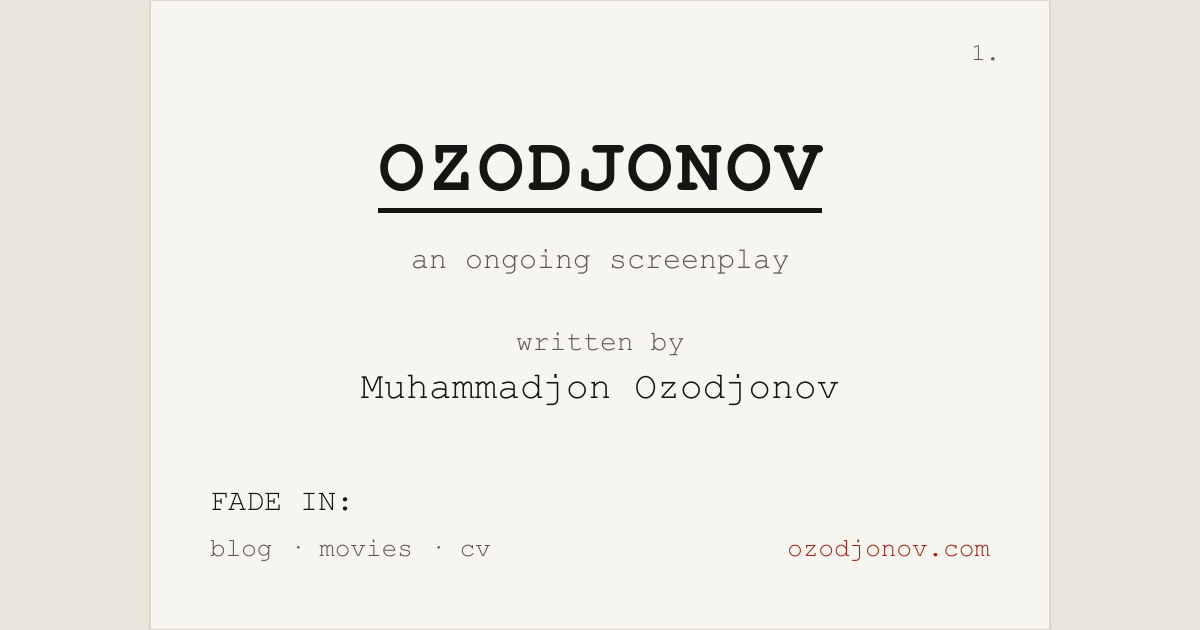 1.
OZODJONOV
an ongoing screenplay
written by
Muhammadjon Ozodjonov
FADE IN:
blog · movies · cv
ozodjonov.com